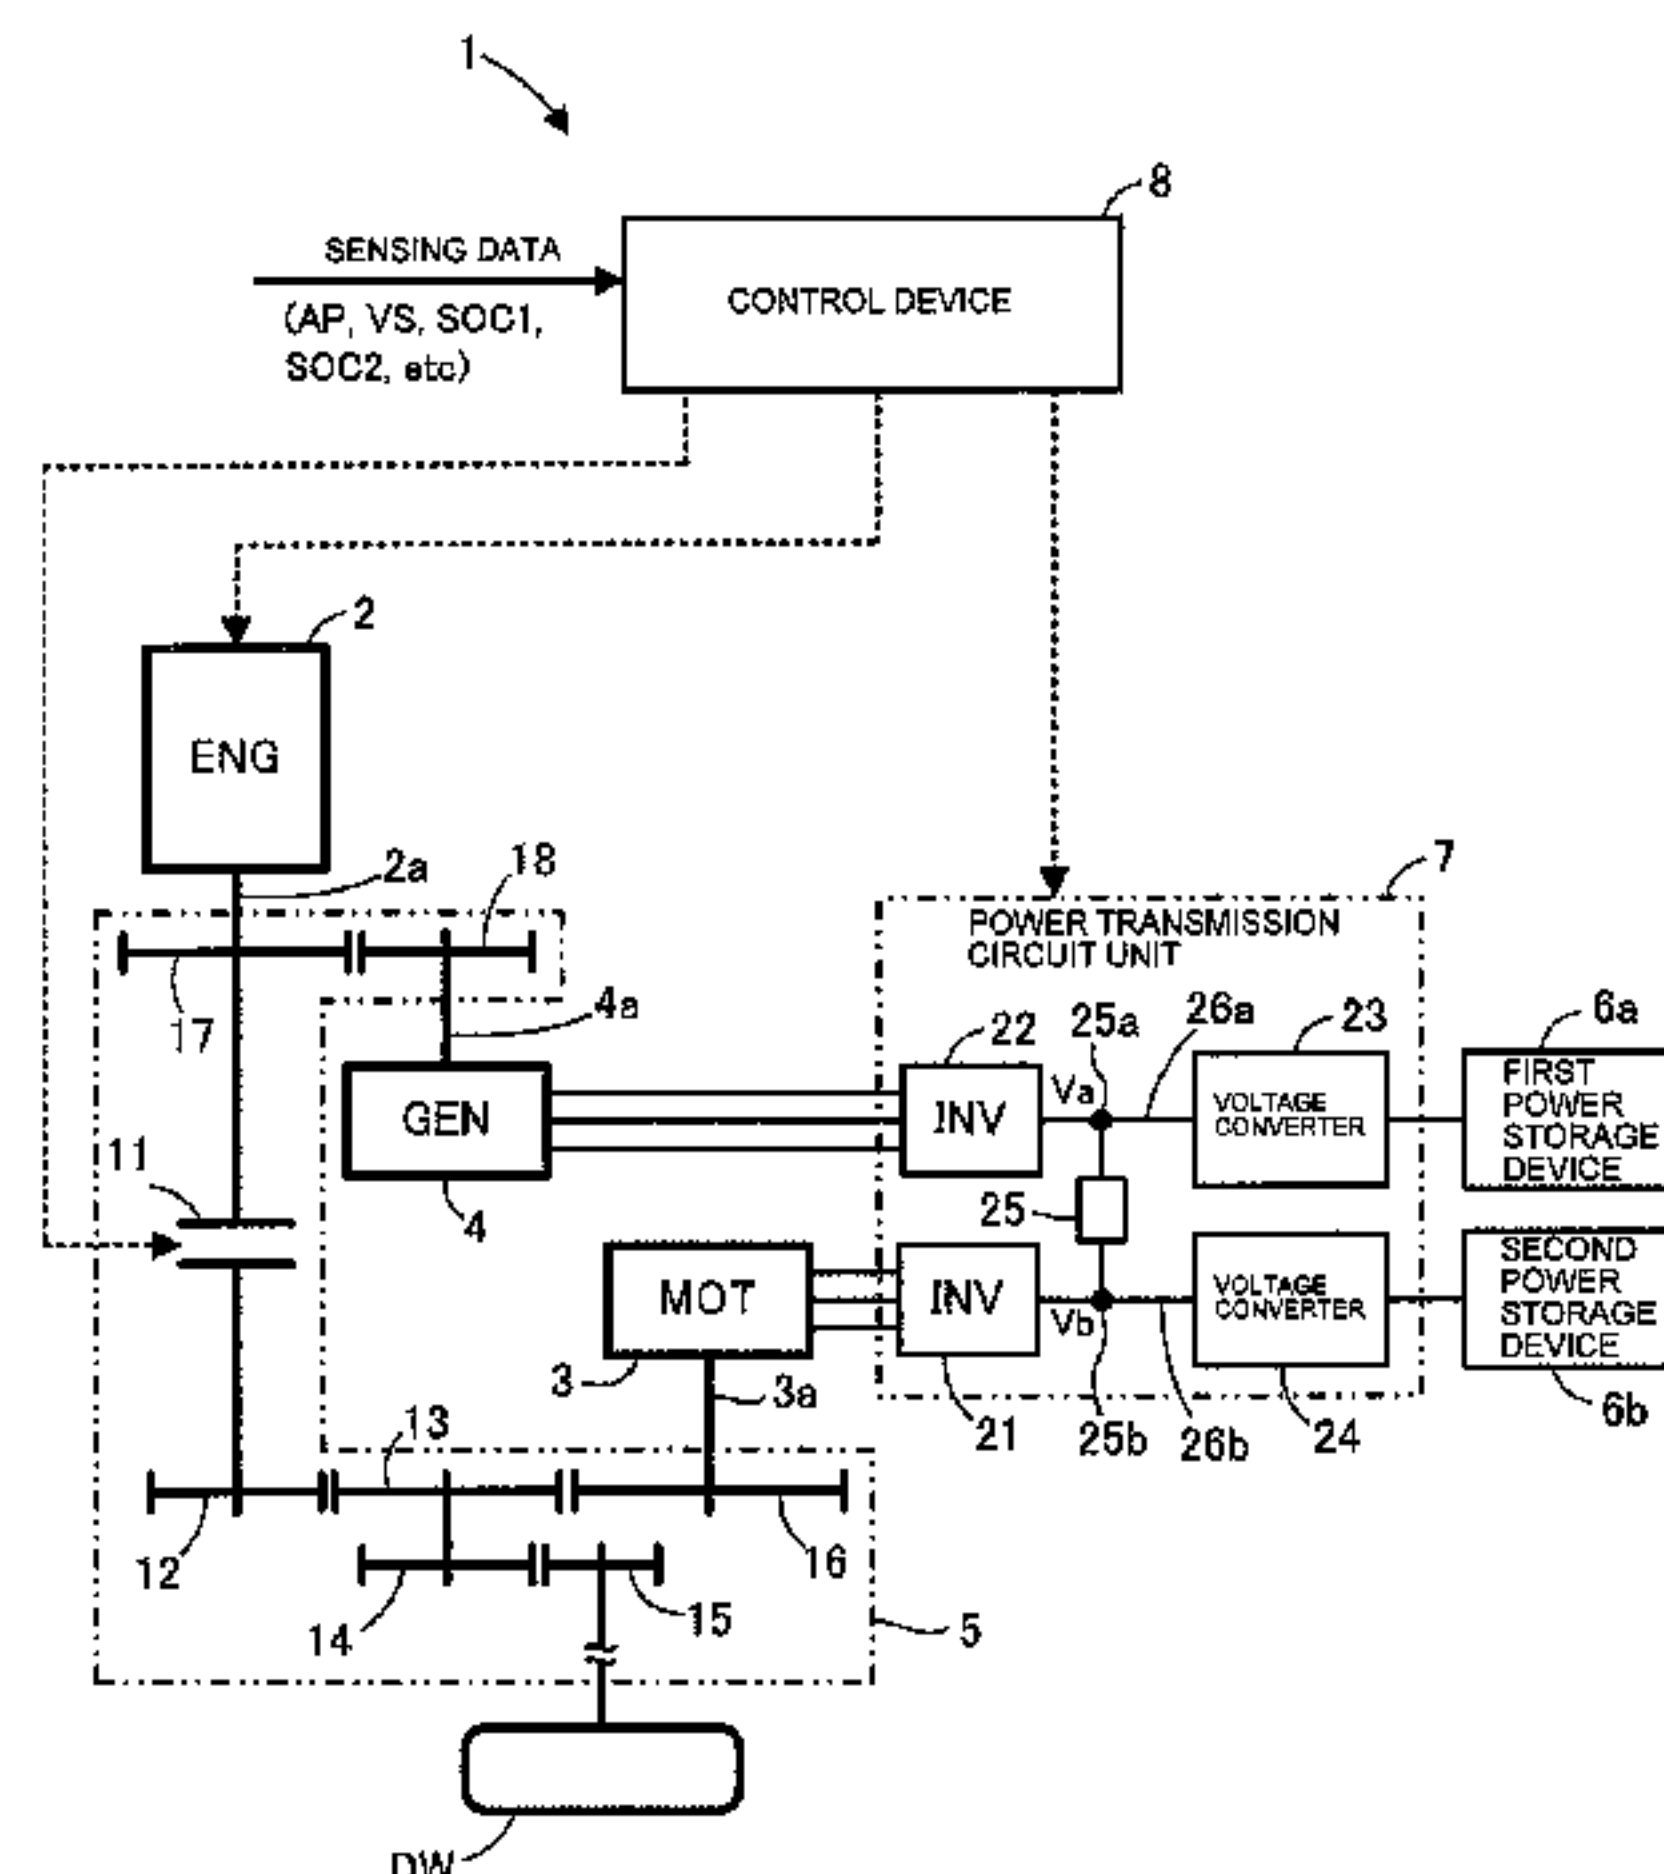 1
8
SENSING DATA
(AP, VS, SOC1,
SOC2, etc)
CONTROL DEVICE
2
ENG
2a
18
7
POWER TRANSMISSION
CIRCUIT UNIT
17
4a
22
25a
26a
23
6a
GEN
INV
Va
VOLTAGE
CONVERTER
FIRST
POWER
STORAGE
DEVICE
11
4
25
MOT
INV
Vb
VOLTAGE
CONVERTER
SECOND
POWER
STORAGE
DEVICE
3
3a
21
25b
26b
24
6b
13
12
16
14
15
5
DW